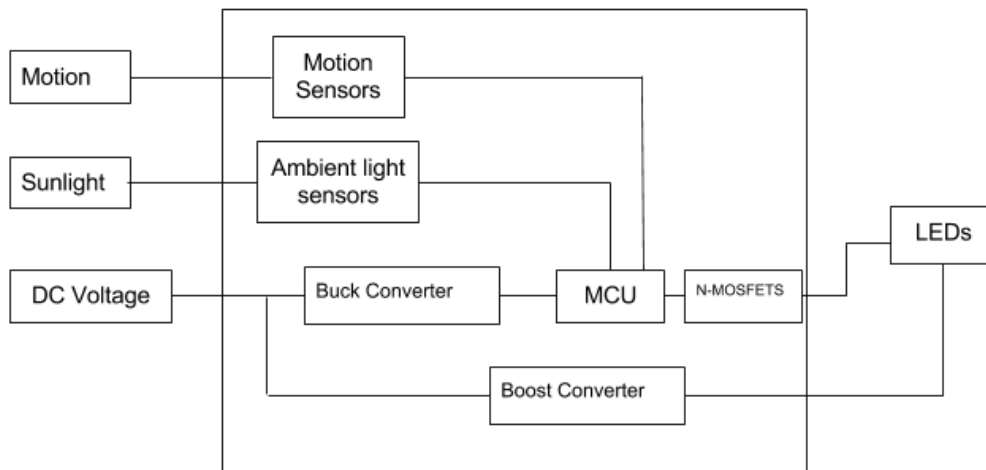 Motion
Motion
Sensors
Sunlight
Ambient light
sensors
LEDs
DC Voltage
Buck Converter
MCU
N-MOSFETS
Boost Converter